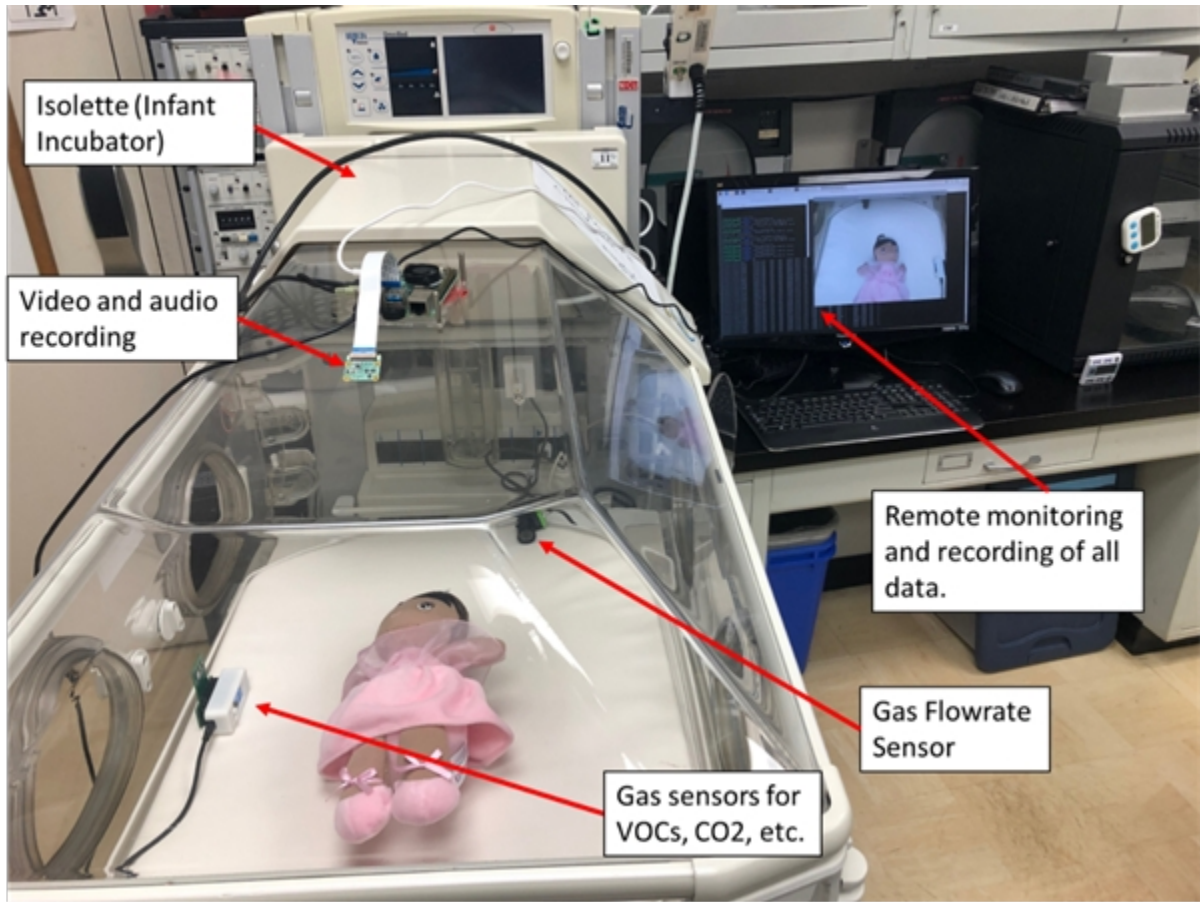 Isolette (Infant
Incubator)
Video and audio
recording
Remote monitoring
and recording of all
data.
Gas Flowrate
Sensor
Gas sensors for
VOCs, CO2, etc.